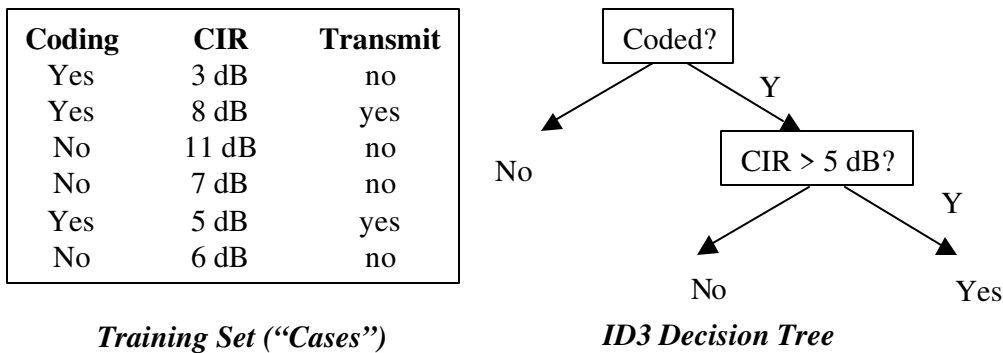 Coding CIR Transmit
Yes 3 dB no
Yes 8 dB yes
No 11 dB no
No 7 dB no
Yes 5 dB yes
No 6 dB no
Training Set (“Cases”)
Coded?
Y
No
CIR > 5 dB?
Y
No
Yes
ID3 Decision Tree